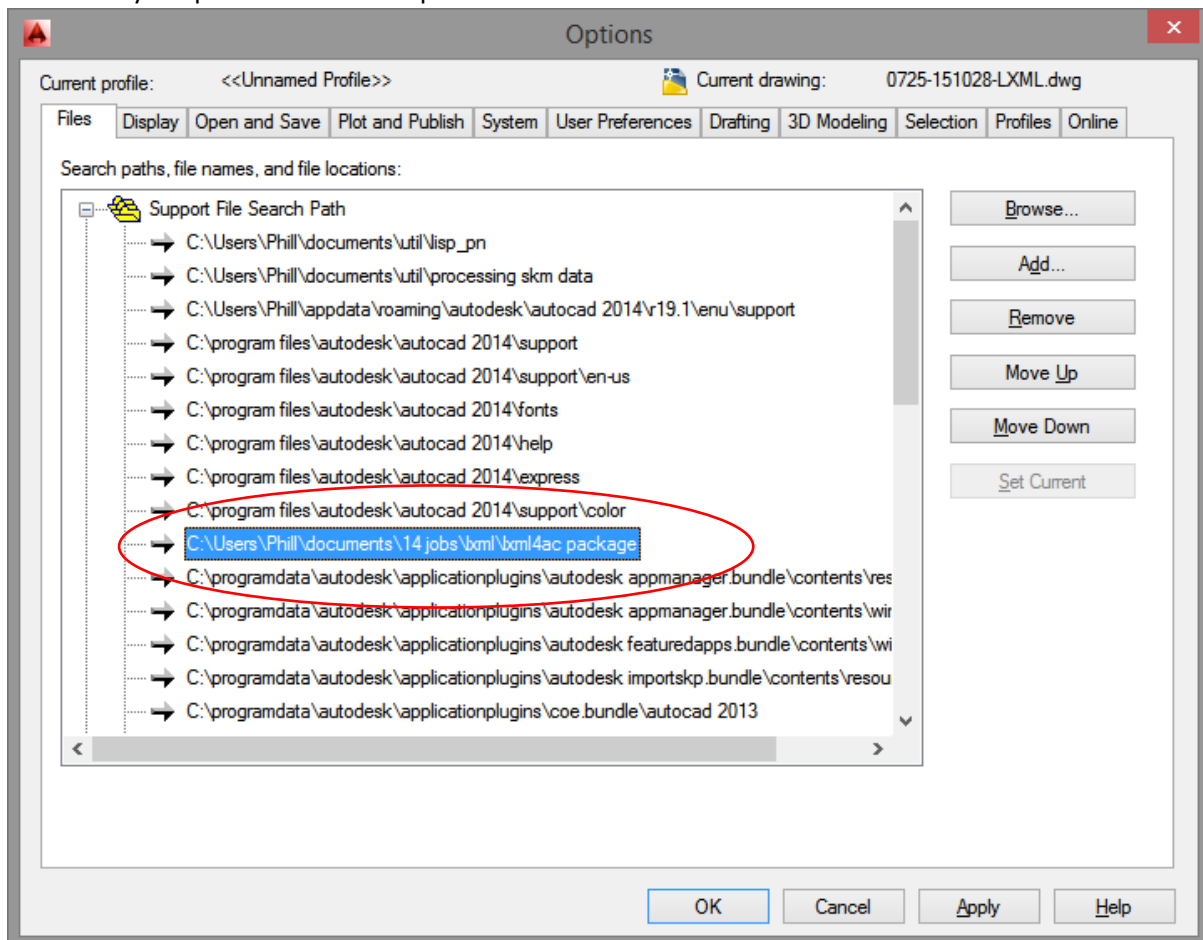 Options
Current profile: <<Unnamed Profile>> Current drawing: 0725-151028-LXML.dwg
Files Display Open and Save Plot and Publish System User Preferences Drafting 3D Modeling Selection Profiles Online
Search paths, file names, and file locations:
Support File Search Path
C:\Users\Phill\documents\util\lisp_pn
C:\Users\Phill\documents\util\processing skm data
C:\Users\Phill\appdata\roaming\autodesk\autocad 2014\r19.1\enu\support
C:\program files\autodesk\autocad 2014\support
C:\program files\autodesk\autocad 2014\support\en-us
C:\program files\autodesk\autocad 2014\fonts
C:\program files\autodesk\autocad 2014\help
C:\program files\autodesk\autocad 2014\express
C:\program files\autodesk\autocad 2014\support\color
C:\Users\Phill\documents\14 jobs\lxml\lxml4ac package
C:\programdata\autodesk\applicationplugins\autodesk appmanager.bundle\contents\res
C:\programdata\autodesk\applicationplugins\autodesk appmanager.bundle\contents\wir
C:\programdata\autodesk\applicationplugins\autodesk featuredapps.bundle\contents\wi
C:\programdata\autodesk\applicationplugins\autodesk importskp.bundle\contents\resou
C:\programdata\autodesk\applicationplugins\coe.bundle\autocad 2013
Browse...
Add...
Remove
Move Up
Move Down
Set Current
OK Cancel Apply Help